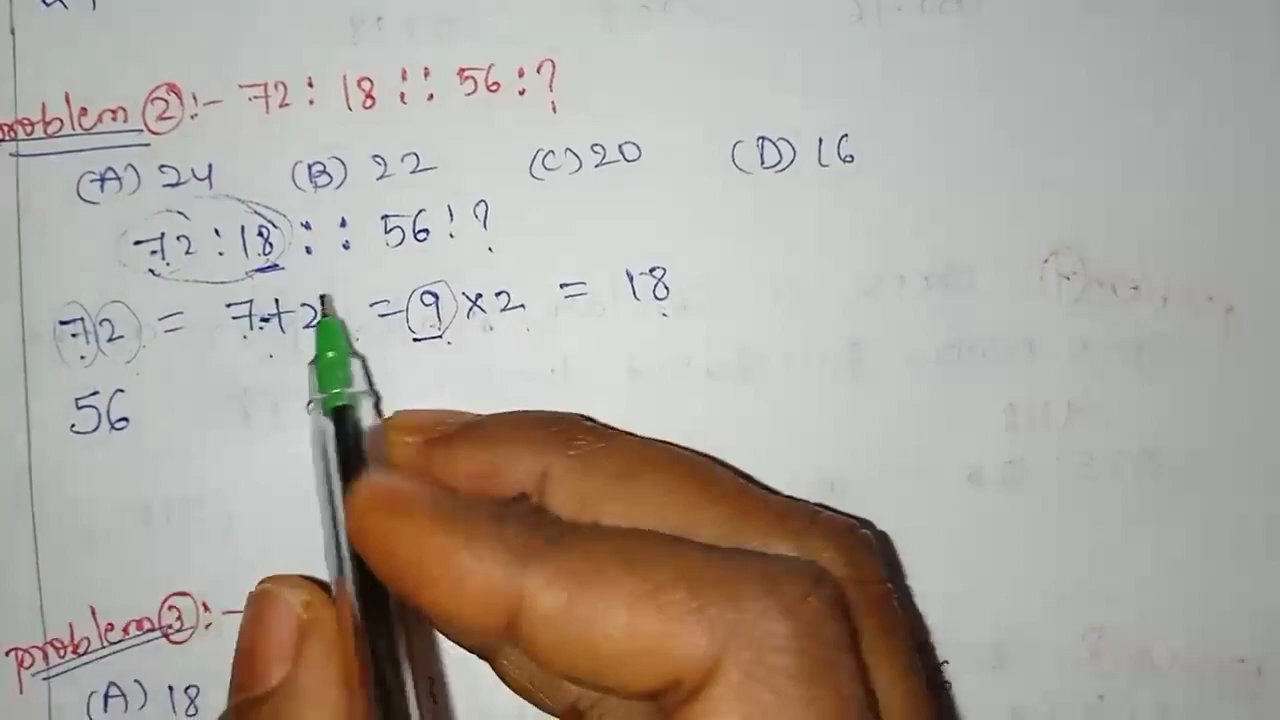 problem ② :- 72 : 18 : : 56 : ?
(A) 24 (B) 22 (C) 20 (D) 16
72 : 18 : : 56 ! ?
72 = 7+2 = 9 × 2 = 18
56
problem ③ :-
(A) 18